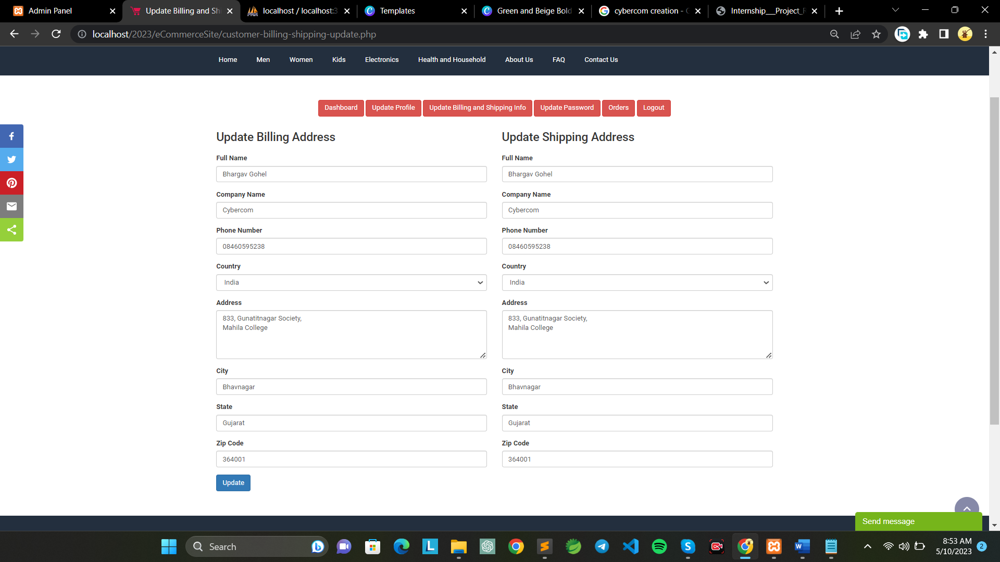 Admin Panel
Update Billing and Shi
localhost / localhost:3
Templates
Green and Beige Bold
cybercom creation - G
Internship___Project_R
localhost/2023/eCommerceSite/customer-billing-shipping-update.php
Home Men Women Kids Electronics Health and Household About Us FAQ Contact Us
Dashboard Update Profile Update Billing and Shipping Info Update Password Orders Logout
Update Billing Address
Full Name
Bhargav Gohel
Company Name
Cybercom
Phone Number
08460595238
Country
India
Address
833, Gunatitnagar Society,
Mahila College
City
Bhavnagar
State
Gujarat
Zip Code
364001
Update
Update Shipping Address
Full Name
Bhargav Gohel
Company Name
Cybercom
Phone Number
08460595238
Country
India
Address
833, Gunatitnagar Society,
Mahila College
City
Bhavnagar
State
Gujarat
Zip Code
364001
Send message
Search
8:53 AM
5/10/2023
2